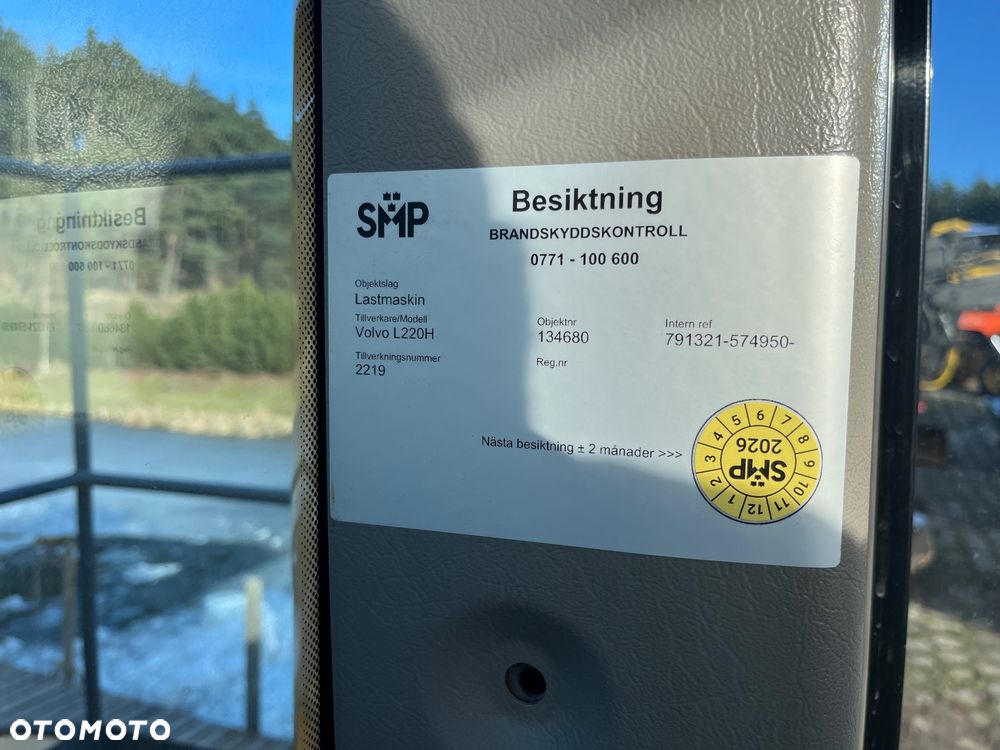 SMP
Besiktning
BRANDSKYDDSKONTROLL
0771 - 100 600
Objektslag
Lastmaskin
Tillverkare/Modell
Volvo L220H
Objektnr
134680
Intern ref
791321-574950-
Tillverkningsnummer
2219
Reg.nr
Nästa besiktning ± 2 månader >>>
1 2 3 4 5 6 7 8 9 10 11 12
SMP
2026
OTOMOTO